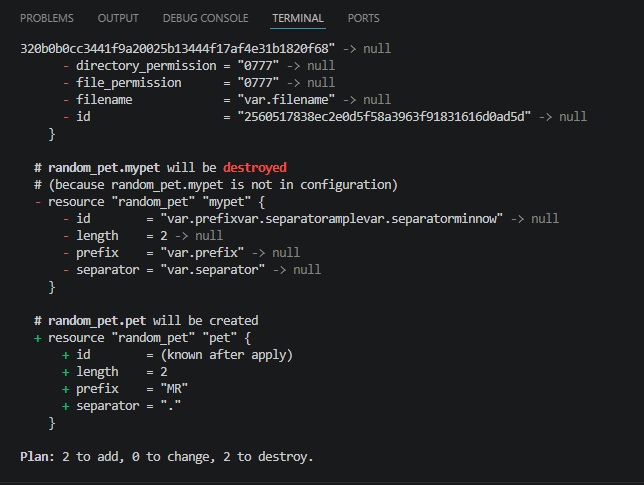 PROBLEMS OUTPUT DEBUG CONSOLE TERMINAL PORTS
320b0b0cc3441f9a20025b13444f17af4e31b1820f68" -> null
- directory_permission = "0777" -> null
- file_permission = "0777" -> null
- filename = "var.filename" -> null
- id = "2560517838ec2e0d5f58a3963f91831616d0ad5d" -> null
}
# random_pet.mypet will be destroyed
# (because random_pet.mypet is not in configuration)
- resource "random_pet" "mypet" {
- id = "var.prefixvar.separatoramplevar.separatorminnow" -> null
- length = 2 -> null
- prefix = "var.prefix" -> null
- separator = "var.separator" -> null
}
# random_pet.pet will be created
+ resource "random_pet" "pet" {
+ id = (known after apply)
+ length = 2
+ prefix = "MR"
+ separator = "."
}
Plan: 2 to add, 0 to change, 2 to destroy.